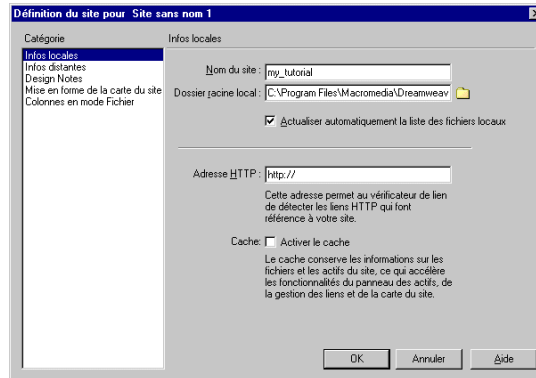 Définition du site pour Site sans nom 1
Catégorie
Infos locales
Infos distantes
Design Notes
Mise en forme de la carte du site
Colonnes en mode Fichier
Infos locales
Nom du site : my_tutorial
Dossier racine local : C:\Program Files\Macromedia\Dreamweav
Actualiser automatiquement la liste des fichiers locaux
Adresse HTTP : http://
Cette adresse permet au vérificateur de lien
de détecter les liens HTTP qui font
référence à votre site.
Cache: Activer le cache
Le cache conserve les informations sur les
fichiers et les actifs du site, ce qui accélère
les fonctionnalités du panneau des actifs, de
la gestion des liens et de la carte du site.
OK
Annuler
Aide